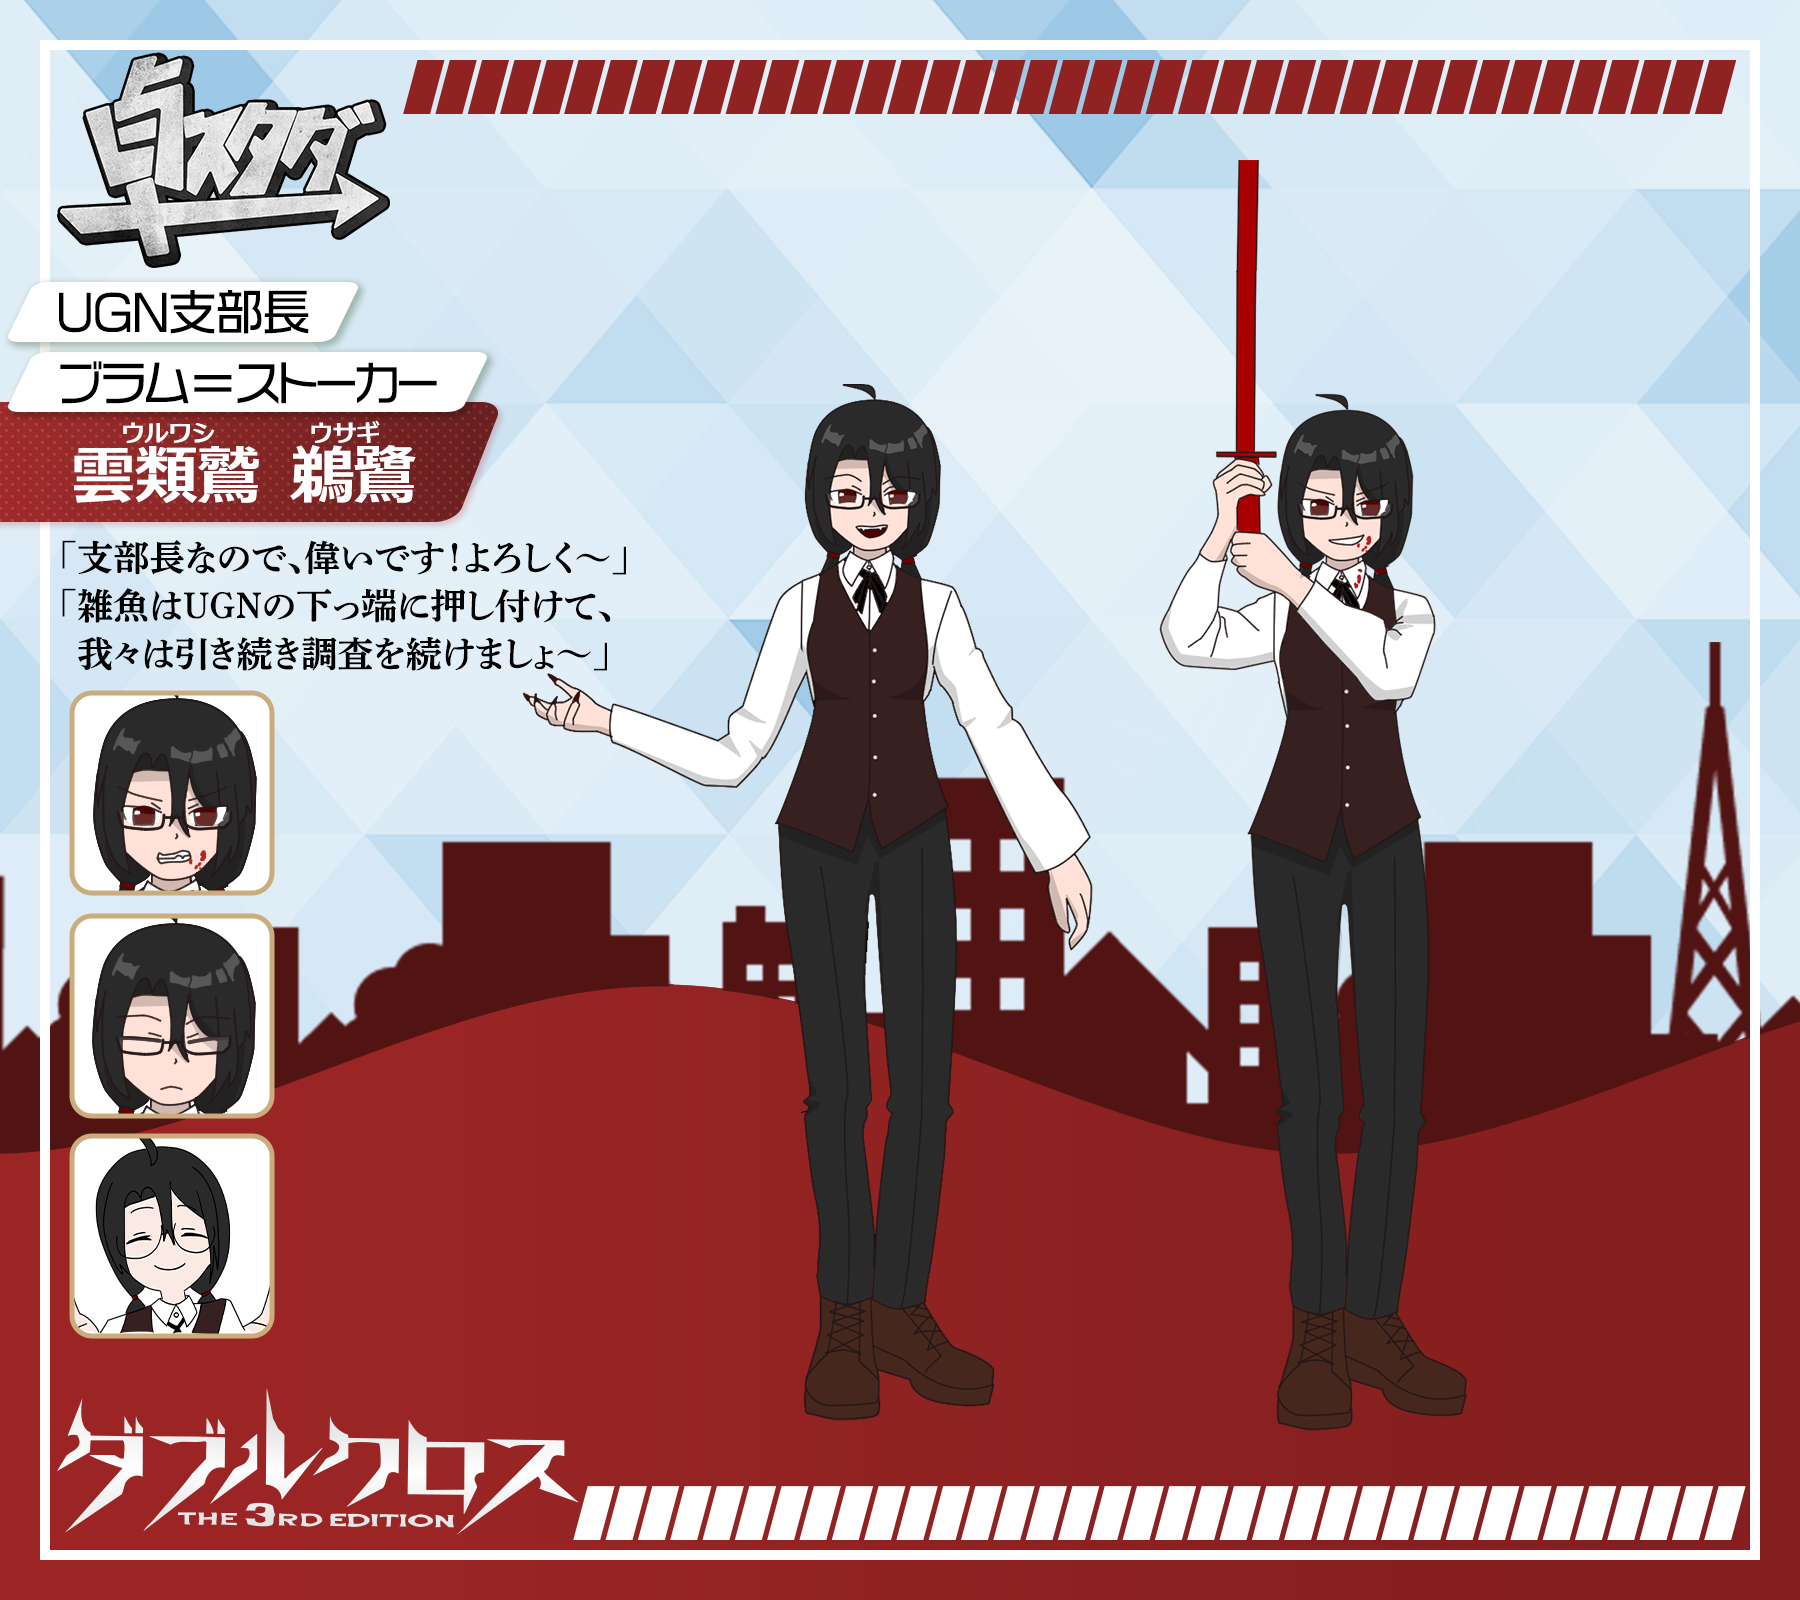 卓スタダ
UGN支部長
ブラム=ストーカー
ウルワシ ウサギ
雲類鷲 鵜鷺
「支部長なので、偉いです!よろしく～」
「雑魚はUGNの下っ端に押し付けて、
我々は引き続き調査を続けましょ～」
ダブルクロス
THE 3RD EDITION